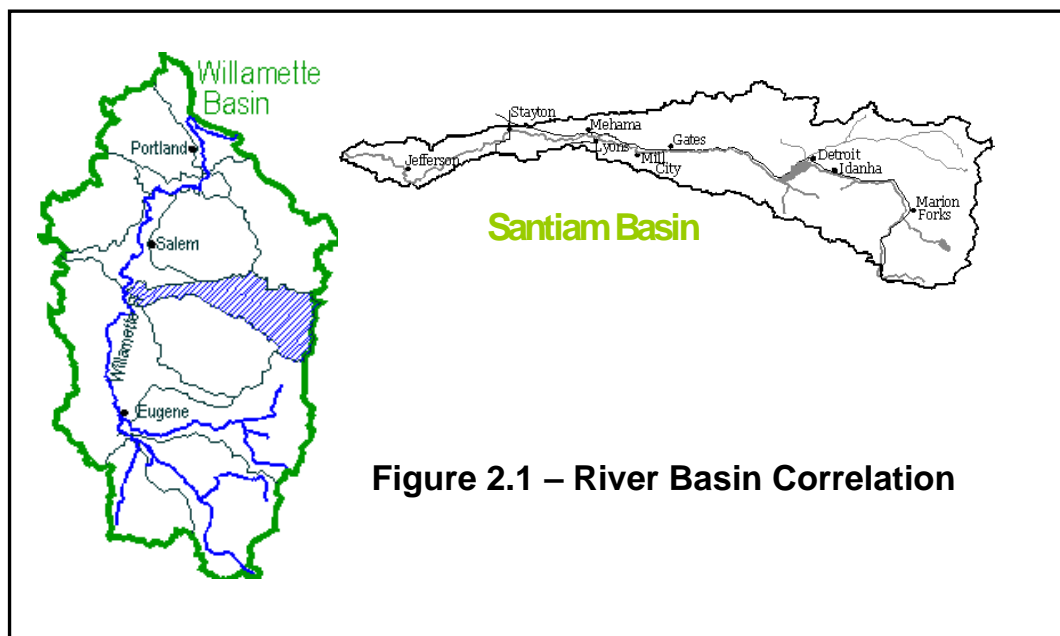 Willamette
Basin
Portland
Salem
Willamette
Eugene
Stayton
Mehama
Lyons
Gates
Mill
City
Jefferson
Detroit
Idanha
Marion
Forks
Santiam Basin
Figure 2.1 – River Basin Correlation